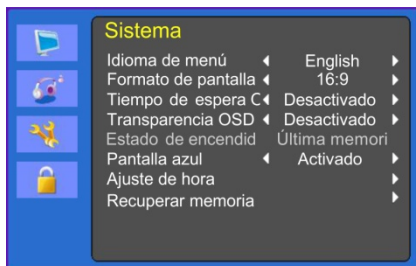 Sistema
Idioma de menú English
Formato de pantalla 16:9
Tiempo de espera C Desactivado
Transparencia OSD Desactivado
Estado de encendid Última memori
Pantalla azul Activado
Ajuste de hora
Recuperar memoria